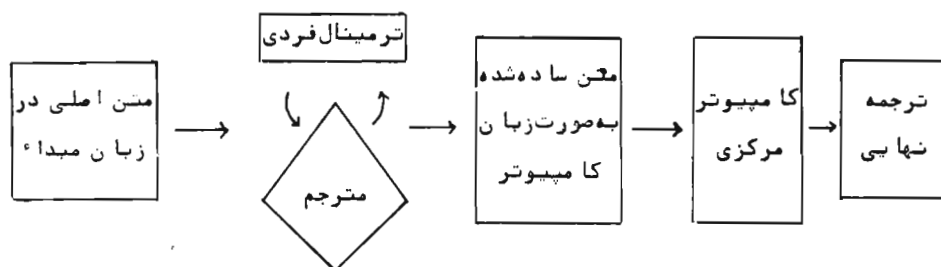 متن اصلی در
زبان مبداء
ترمینال فردی
مترجم
متن ساده‌شده
به‌صورت زبان
کامپیوتر
کامپیوتر
مرکزی
ترجمه
نهایی